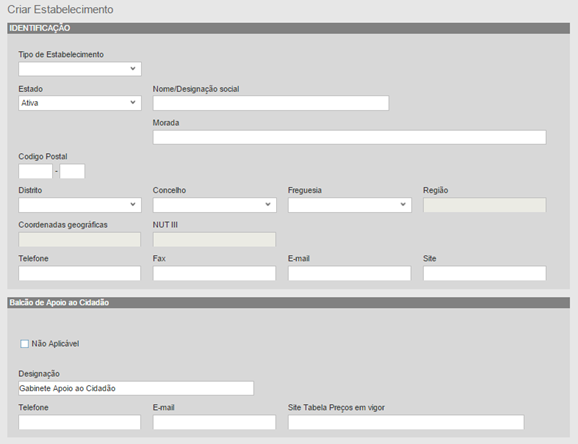 Criar Estabelecimento
IDENTIFICAÇÃO
Tipo de Estabelecimento
Estado Nome/Designação social
Ativa
Morada
Codigo Postal
-
Distrito Concelho Freguesia Região
Coordenadas geográficas NUT III
Telefone Fax E-mail Site
Balcão de Apoio ao Cidadão
Não Aplicável
Designação
Gabinete Apoio ao Cidadão
Telefone E-mail Site Tabela Preços em vigor